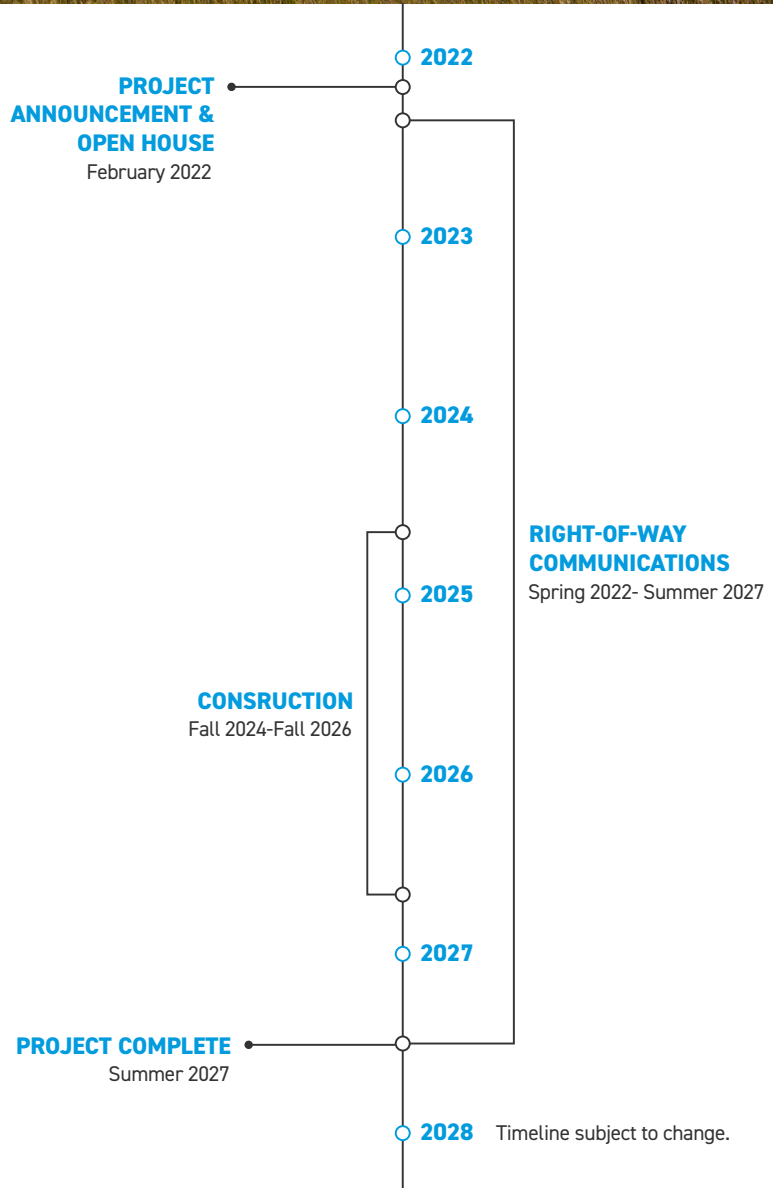 2022
PROJECT
ANNOUNCEMENT &
OPEN HOUSE
February 2022
2023
2024
RIGHT-OF-WAY
COMMUNICATIONS
Spring 2022- Summer 2027
2025
CONSRUCTION
Fall 2024-Fall 2026
2026
2027
PROJECT COMPLETE
Summer 2027
2028
Timeline subject to change.